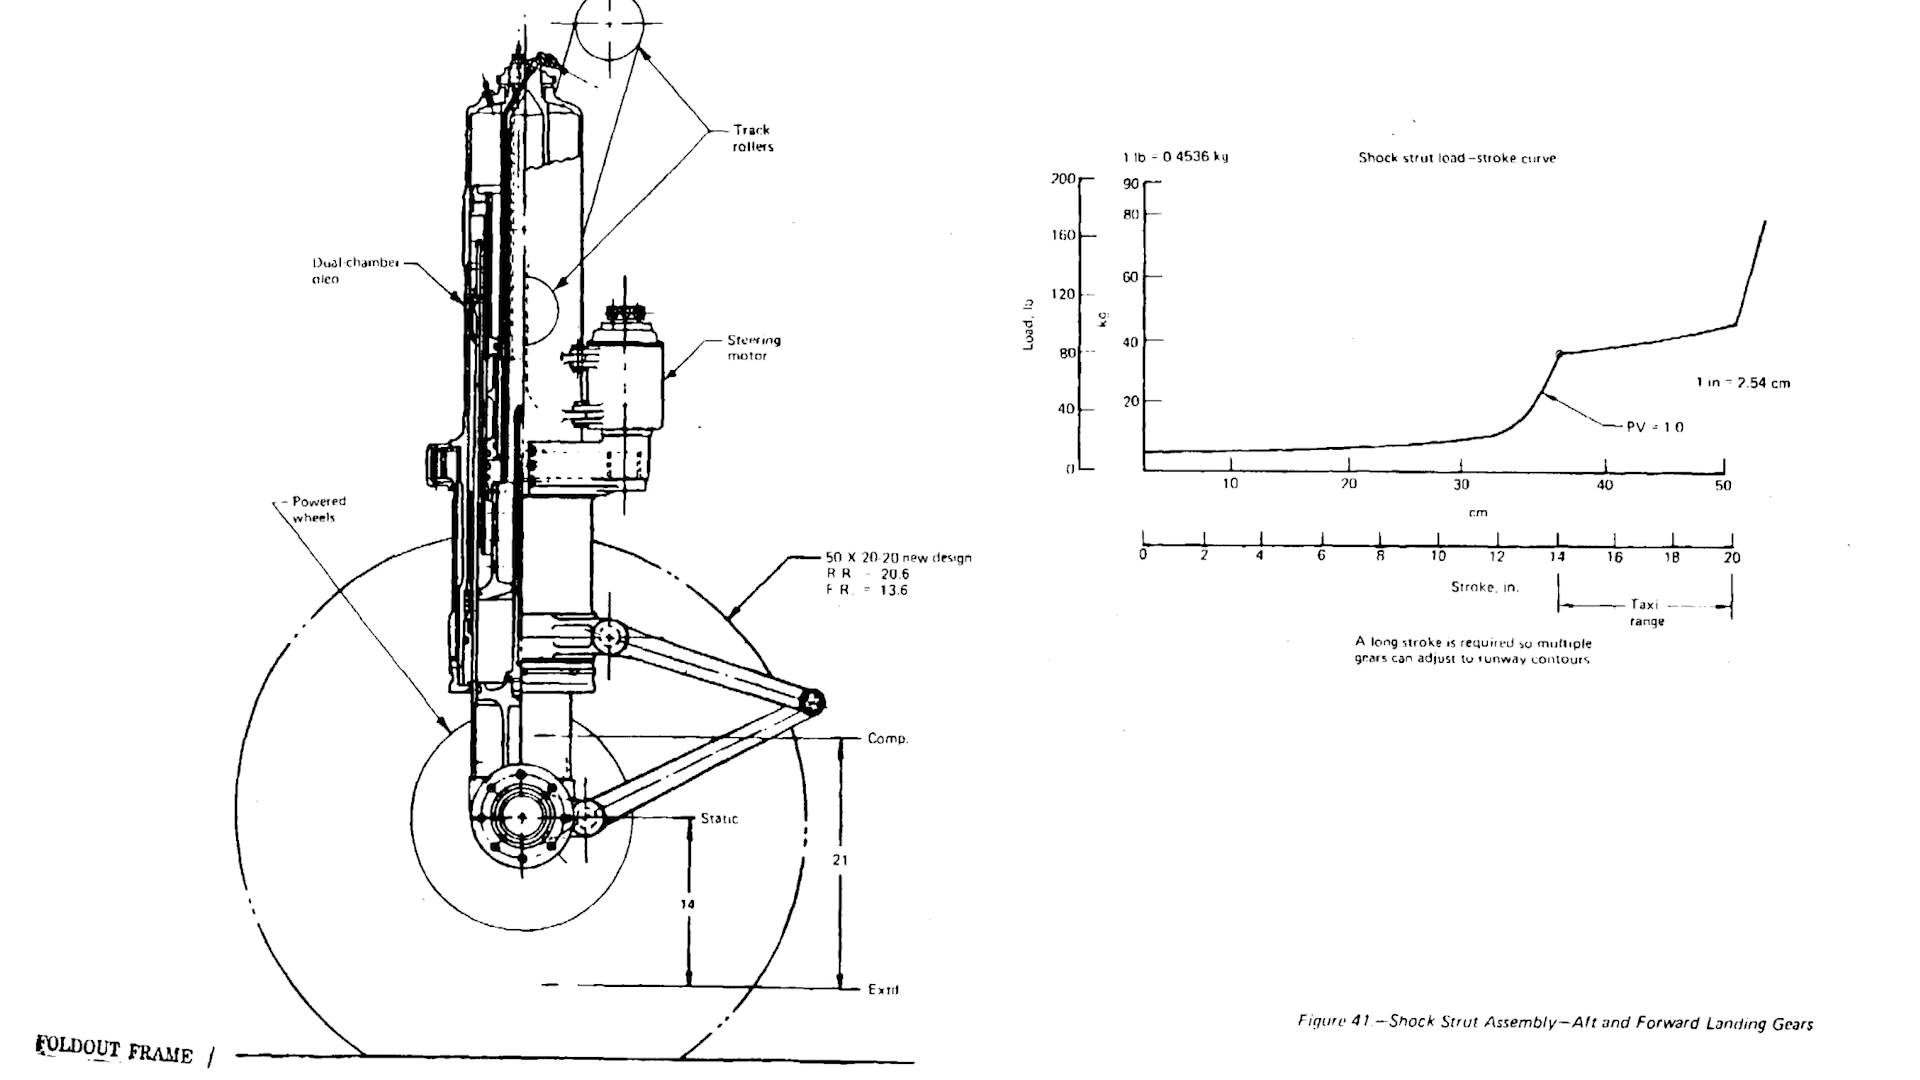 Track
rollers
Dual-chamber
oleo
Steering
motor
Powered
wheels
50 X 20-20 new design
R R = 20.6
F R. = 13.6
Comp.
Static
21
14
Extd
FOLDOUT FRAME /
1 lb = 0.4536 kg
Shock strut load-stroke curve
200
160
120
80
40
0
Load, lb
90
80
60
40
20
kg
1 in = 2.54 cm
PV = 1.0
10 20 30 40 50
cm
0 2 4 6 8 10 12 14 16 18 20
Stroke, in.
Taxi
range
A long stroke is required so multiple
gears can adjust to runway contours
Figure 41.—Shock Strut Assembly—Aft and Forward Landing Gears